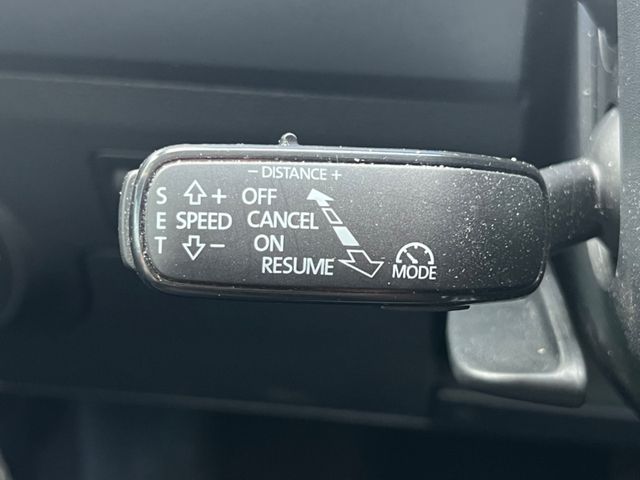 - DISTANCE +
S + OFF
E SPEED CANCEL
T - ON
RESUME MODE